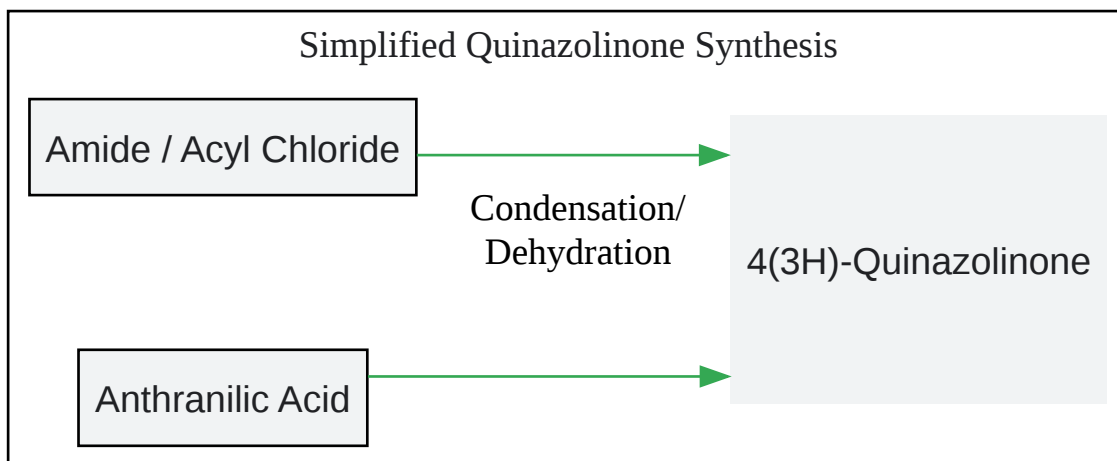 Simplified Quinazolinone Synthesis
Amide / Acyl Chloride
Condensation/
Dehydration
4(3H)-Quinazolinone
Anthranilic Acid